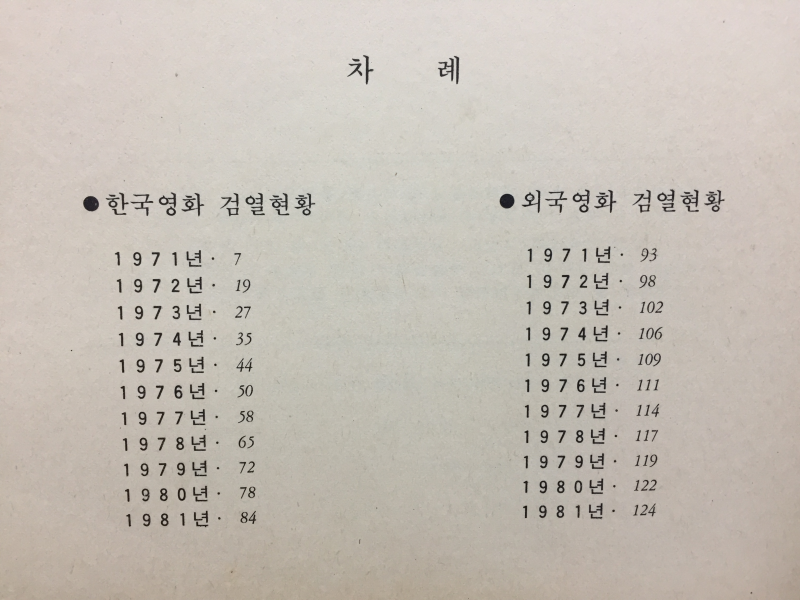 차 례
● 한국영화 검열현황
1971년 · 7
1972년 · 19
1973년 · 27
1974년 · 35
1975년 · 44
1976년 · 50
1977년 · 58
1978년 · 65
1979년 · 72
1980년 · 78
1981년 · 84
● 외국영화 검열현황
1971년 · 93
1972년 · 98
1973년 · 102
1974년 · 106
1975년 · 109
1976년 · 111
1977년 · 114
1978년 · 117
1979년 · 119
1980년 · 122
1981년 · 124